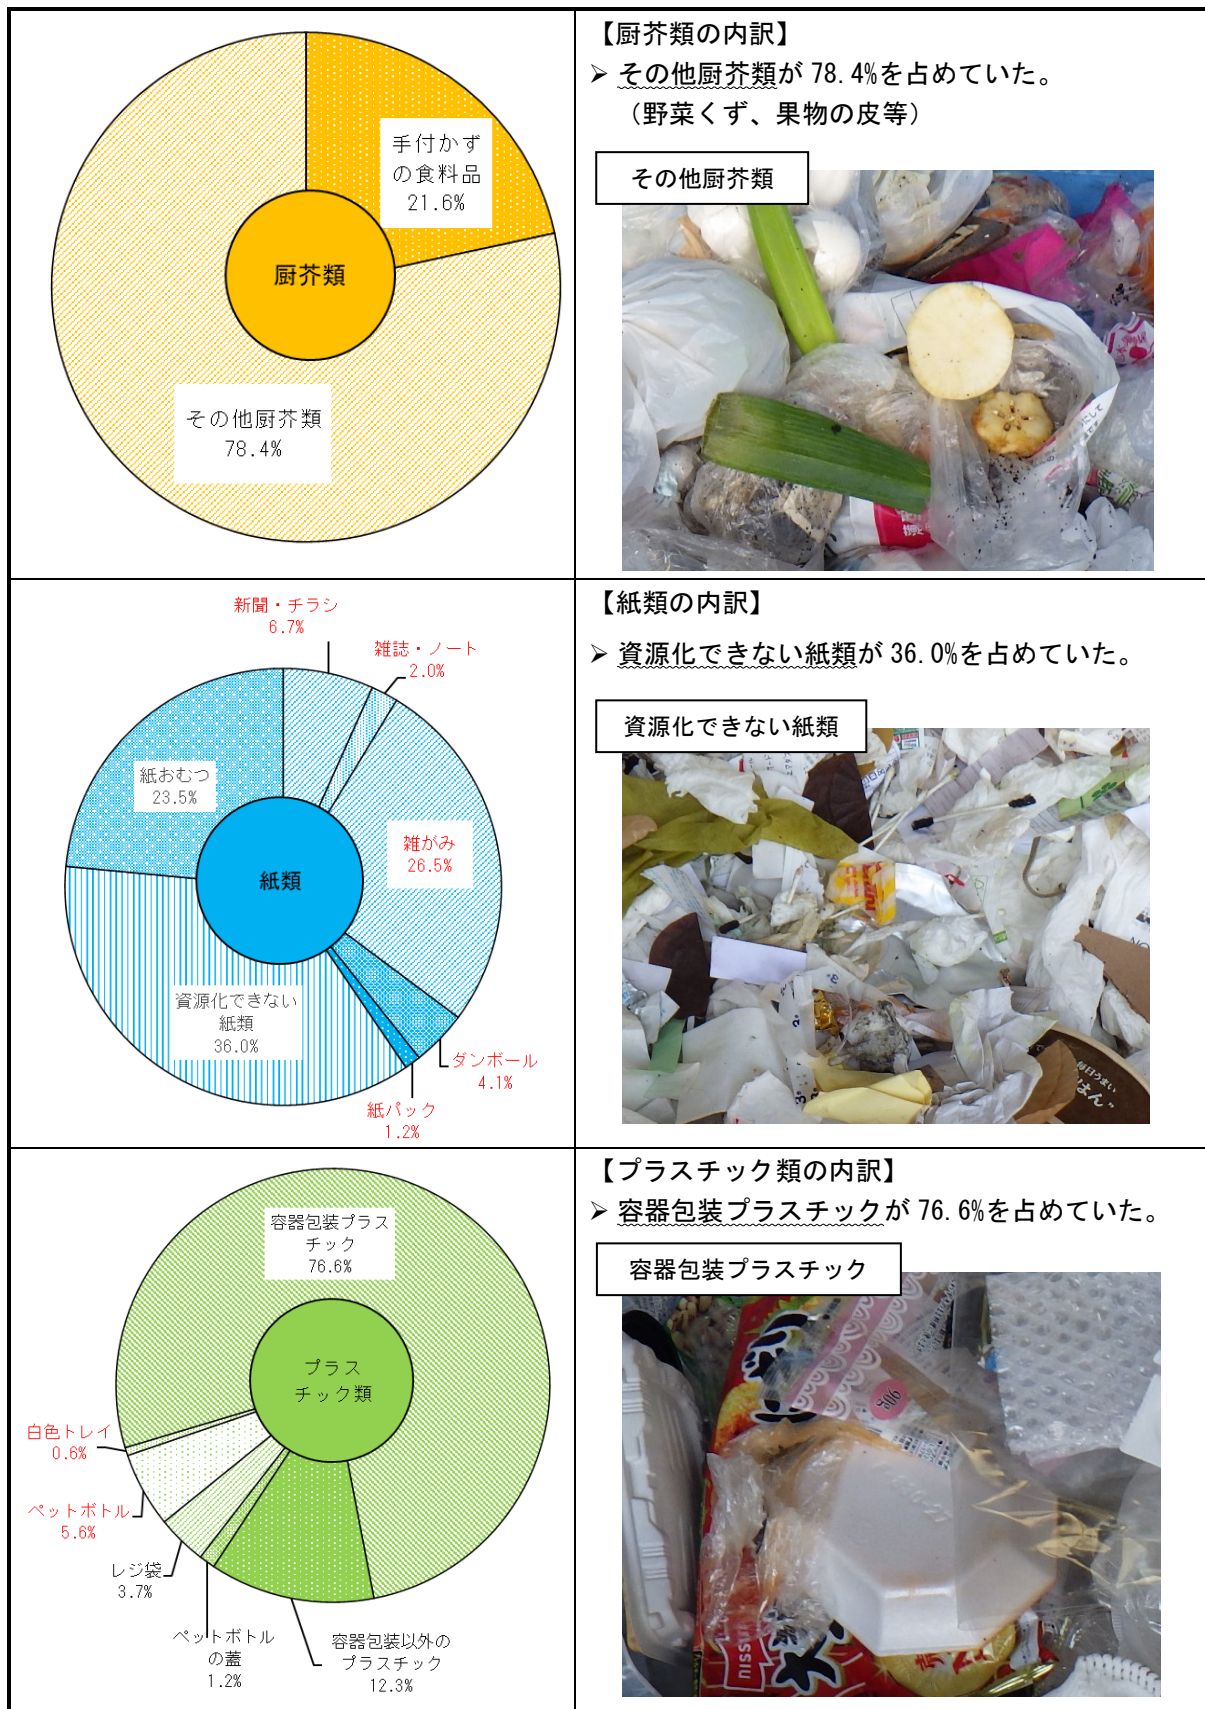 手付かず
の食料品
21.6%
厨芥類
その他厨芥類
78.4%
【厨芥類の内訳】
➢ その他厨芥類が 78.4%を占めていた。
（野菜くず、果物の皮等）
その他厨芥類
新聞・チラシ
6.7%
雑誌・ノート
2.0%
紙おむつ
23.5%
雑がみ
26.5%
紙類
資源化できない
紙類
36.0%
ダンボール
4.1%
紙パック
1.2%
【紙類の内訳】
➢ 資源化できない紙類が 36.0%を占めていた。
資源化できない紙類
毎日うまい
容器包装プラス
チック
76.6%
プラス
チック類
白色トレイ
0.6%
ペットボトル
5.6%
レジ袋
3.7%
ペットボトル
の蓋
1.2%
容器包装以外の
プラスチック
12.3%
【プラスチック類の内訳】
➢ 容器包装プラスチックが 76.6%を占めていた。
容器包装プラスチック
NISSIN